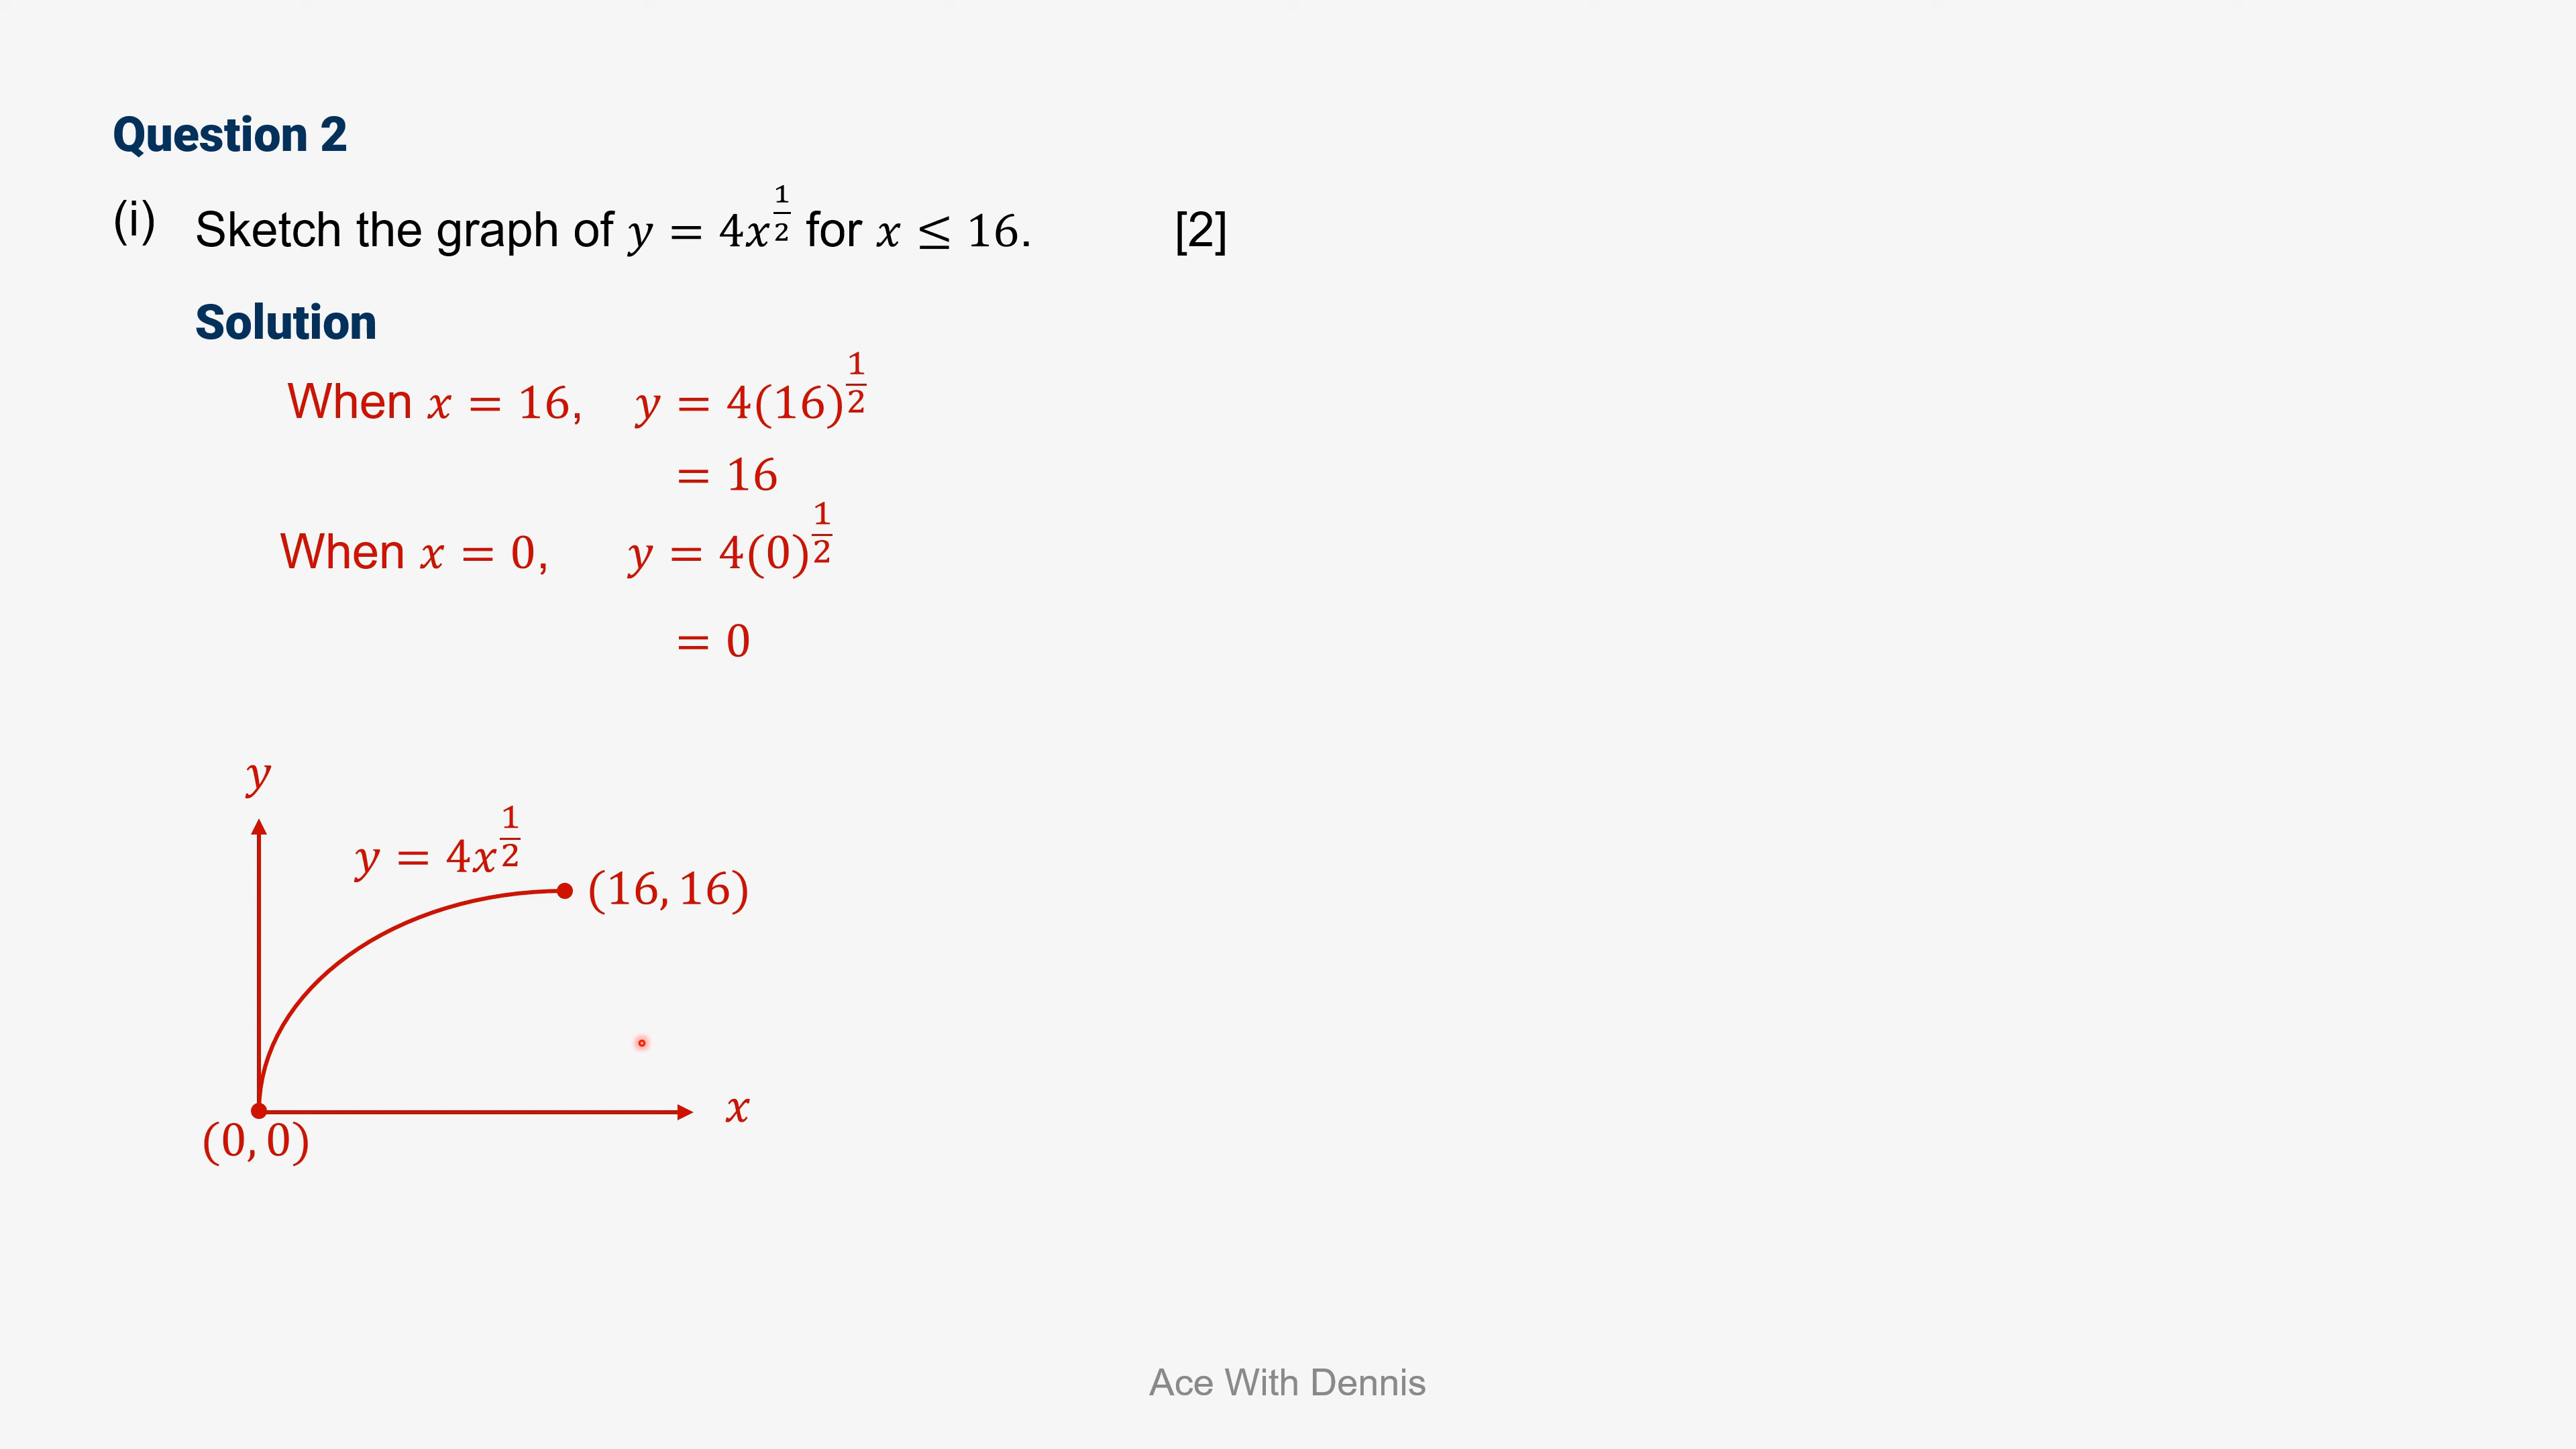 Question 2
(i) Sketch the graph of y = 4x^{1/2} for x ≤ 16. [2]
Solution
When x = 16, y = 4(16)^{1/2}
= 16
When x = 0, y = 4(0)^{1/2}
= 0
y
y = 4x^{1/2}
(16, 16)
x
(0, 0)
Ace With Dennis